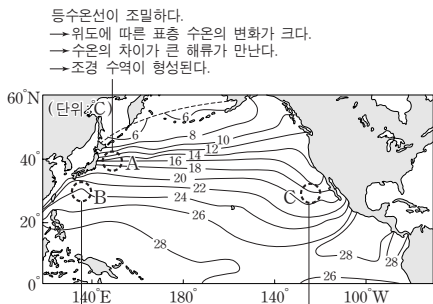 등수온선이 조밀하다.
→ 위도에 따른 표층 수온의 변화가 크다.
→ 수온의 차이가 큰 해류가 만난다.
→ 조경 수역이 형성된다.
60°N
(단위:℃)
6
6
8
10
12
14
40°
A
16
18
20
B
22
C
24
20°
26
28
28
28
26
0°
140°E
180°
140°
100°W